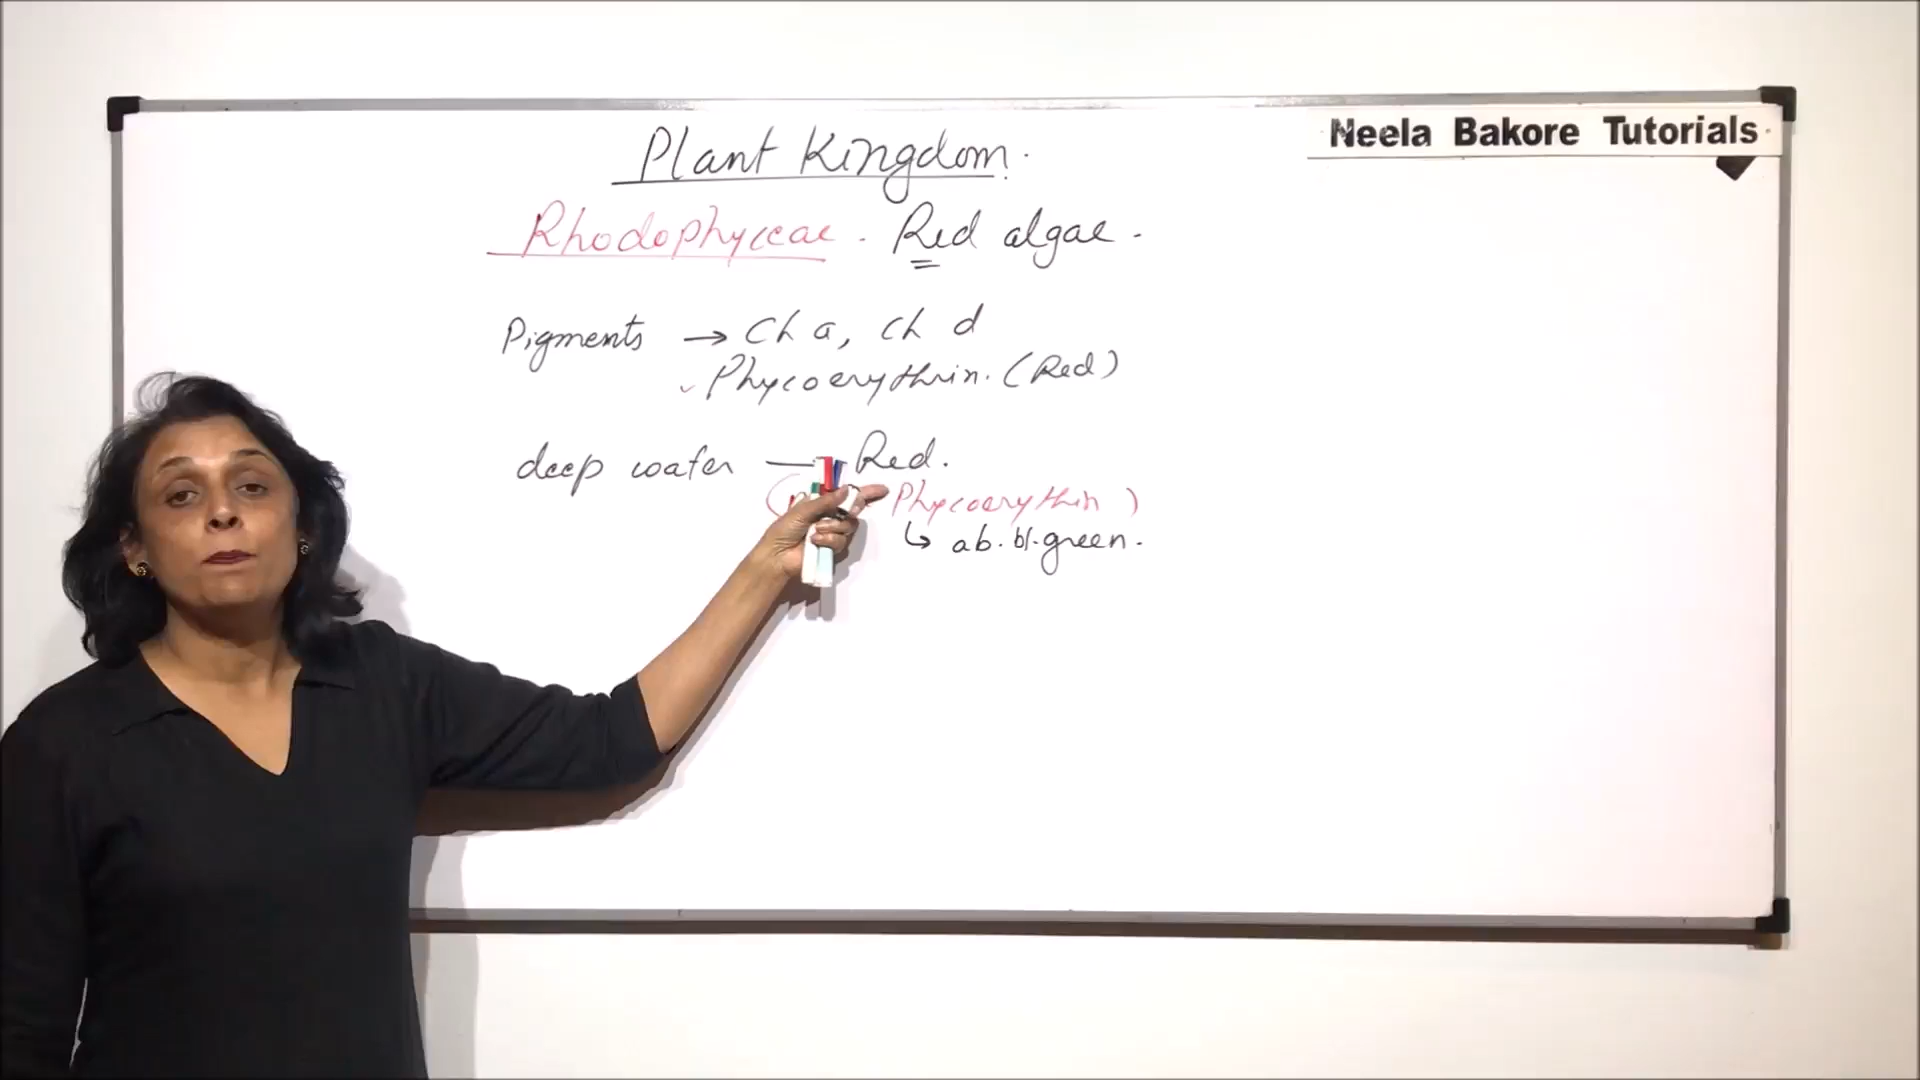 Neela Bakore Tutorials
Plant Kingdom.
Rhodophyceae. Red algae.
Pigments → Ch a, Ch d
Phycoerythrin. (Red)
deep water — Red.
Phycoerythin)
↳ ab. bl. green.